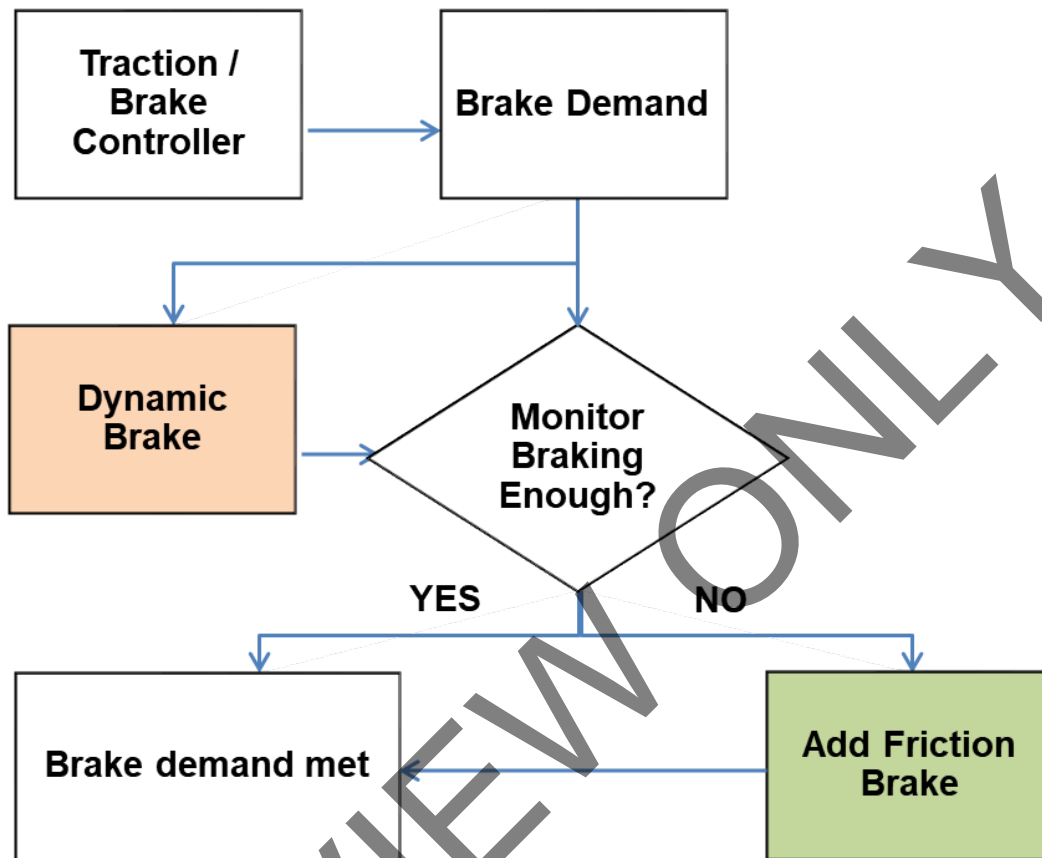 Traction /
Brake
Controller
Brake Demand
Dynamic
Brake
Monitor
Braking
Enough?
YES
NO
Brake demand met
Add Friction
Brake
VIEW ONLY